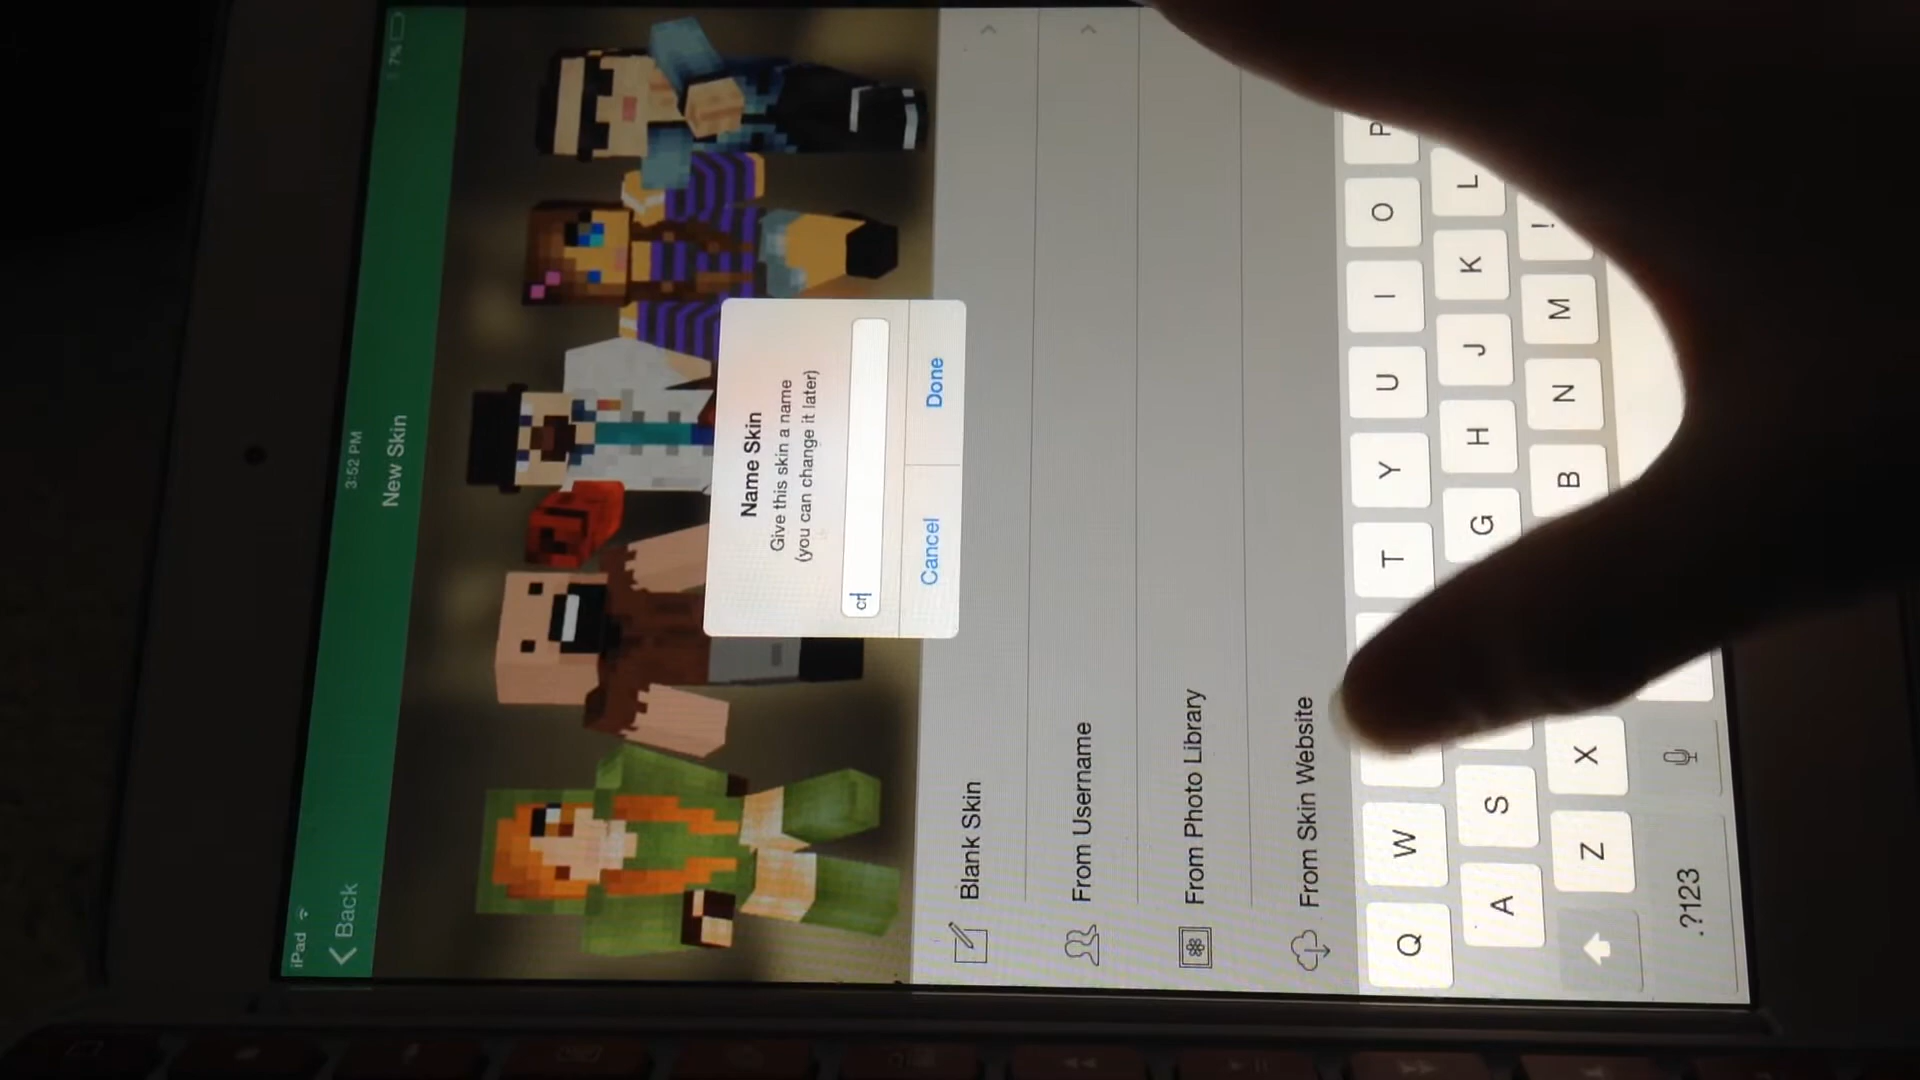 iPad 3:52 PM 7%
Back New Skin
Name Skin
Give this skin a name
(you can change it later)
cr
Cancel Done
Blank Skin
From Username
From Photo Library
From Skin Website
Q W T Y U I O P
A S G H J K L
Z X B N M !
.?123